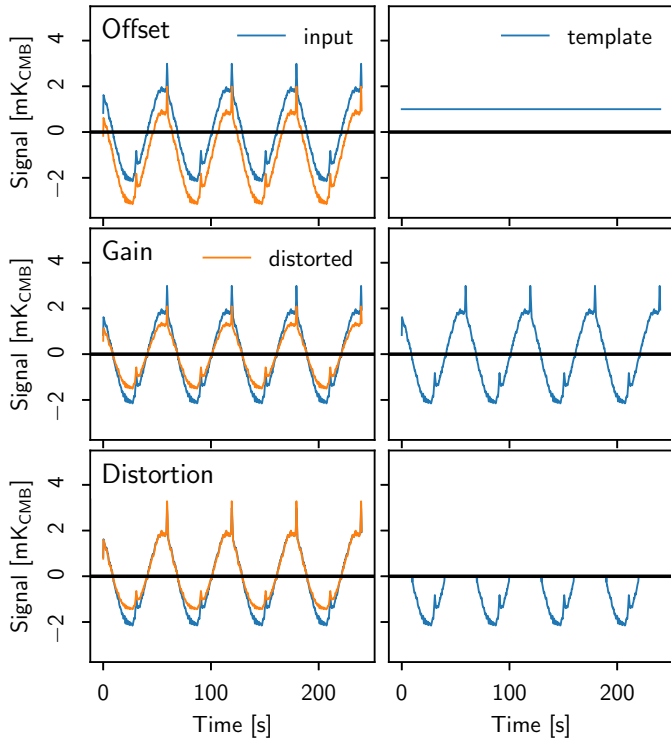 Offset
input
template
Signal [mK_CMB]
4
2
0
−2
Gain
distorted
Signal [mK_CMB]
4
2
0
−2
Distortion
Signal [mK_CMB]
4
2
0
−2
0 100 200
0 100 200
Time [s]
Time [s]